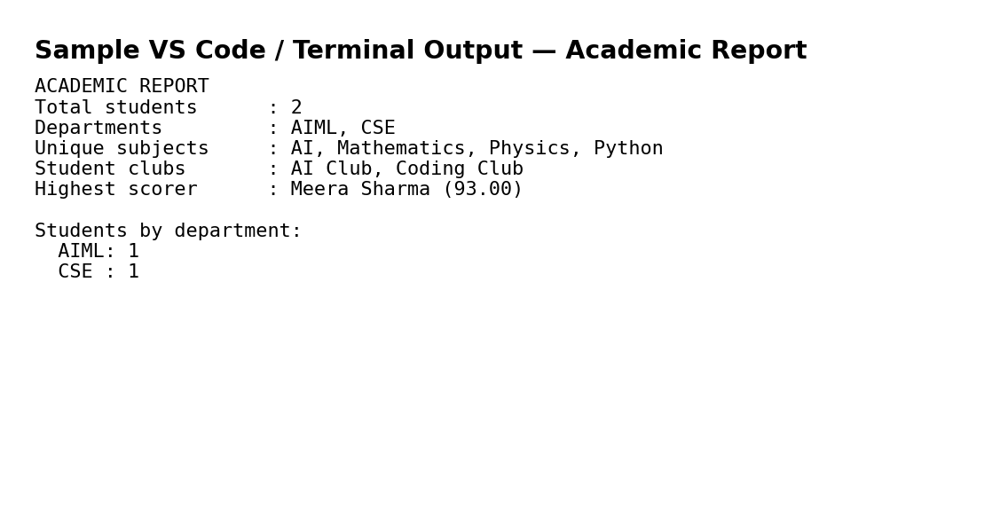 Sample VS Code / Terminal Output — Academic Report
ACADEMIC REPORT
Total students      : 2
Departments         : AIML, CSE
Unique subjects     : AI, Mathematics, Physics, Python
Student clubs       : AI Club, Coding Club
Highest scorer      : Meera Sharma (93.00)

Students by department:
  AIML: 1
  CSE : 1